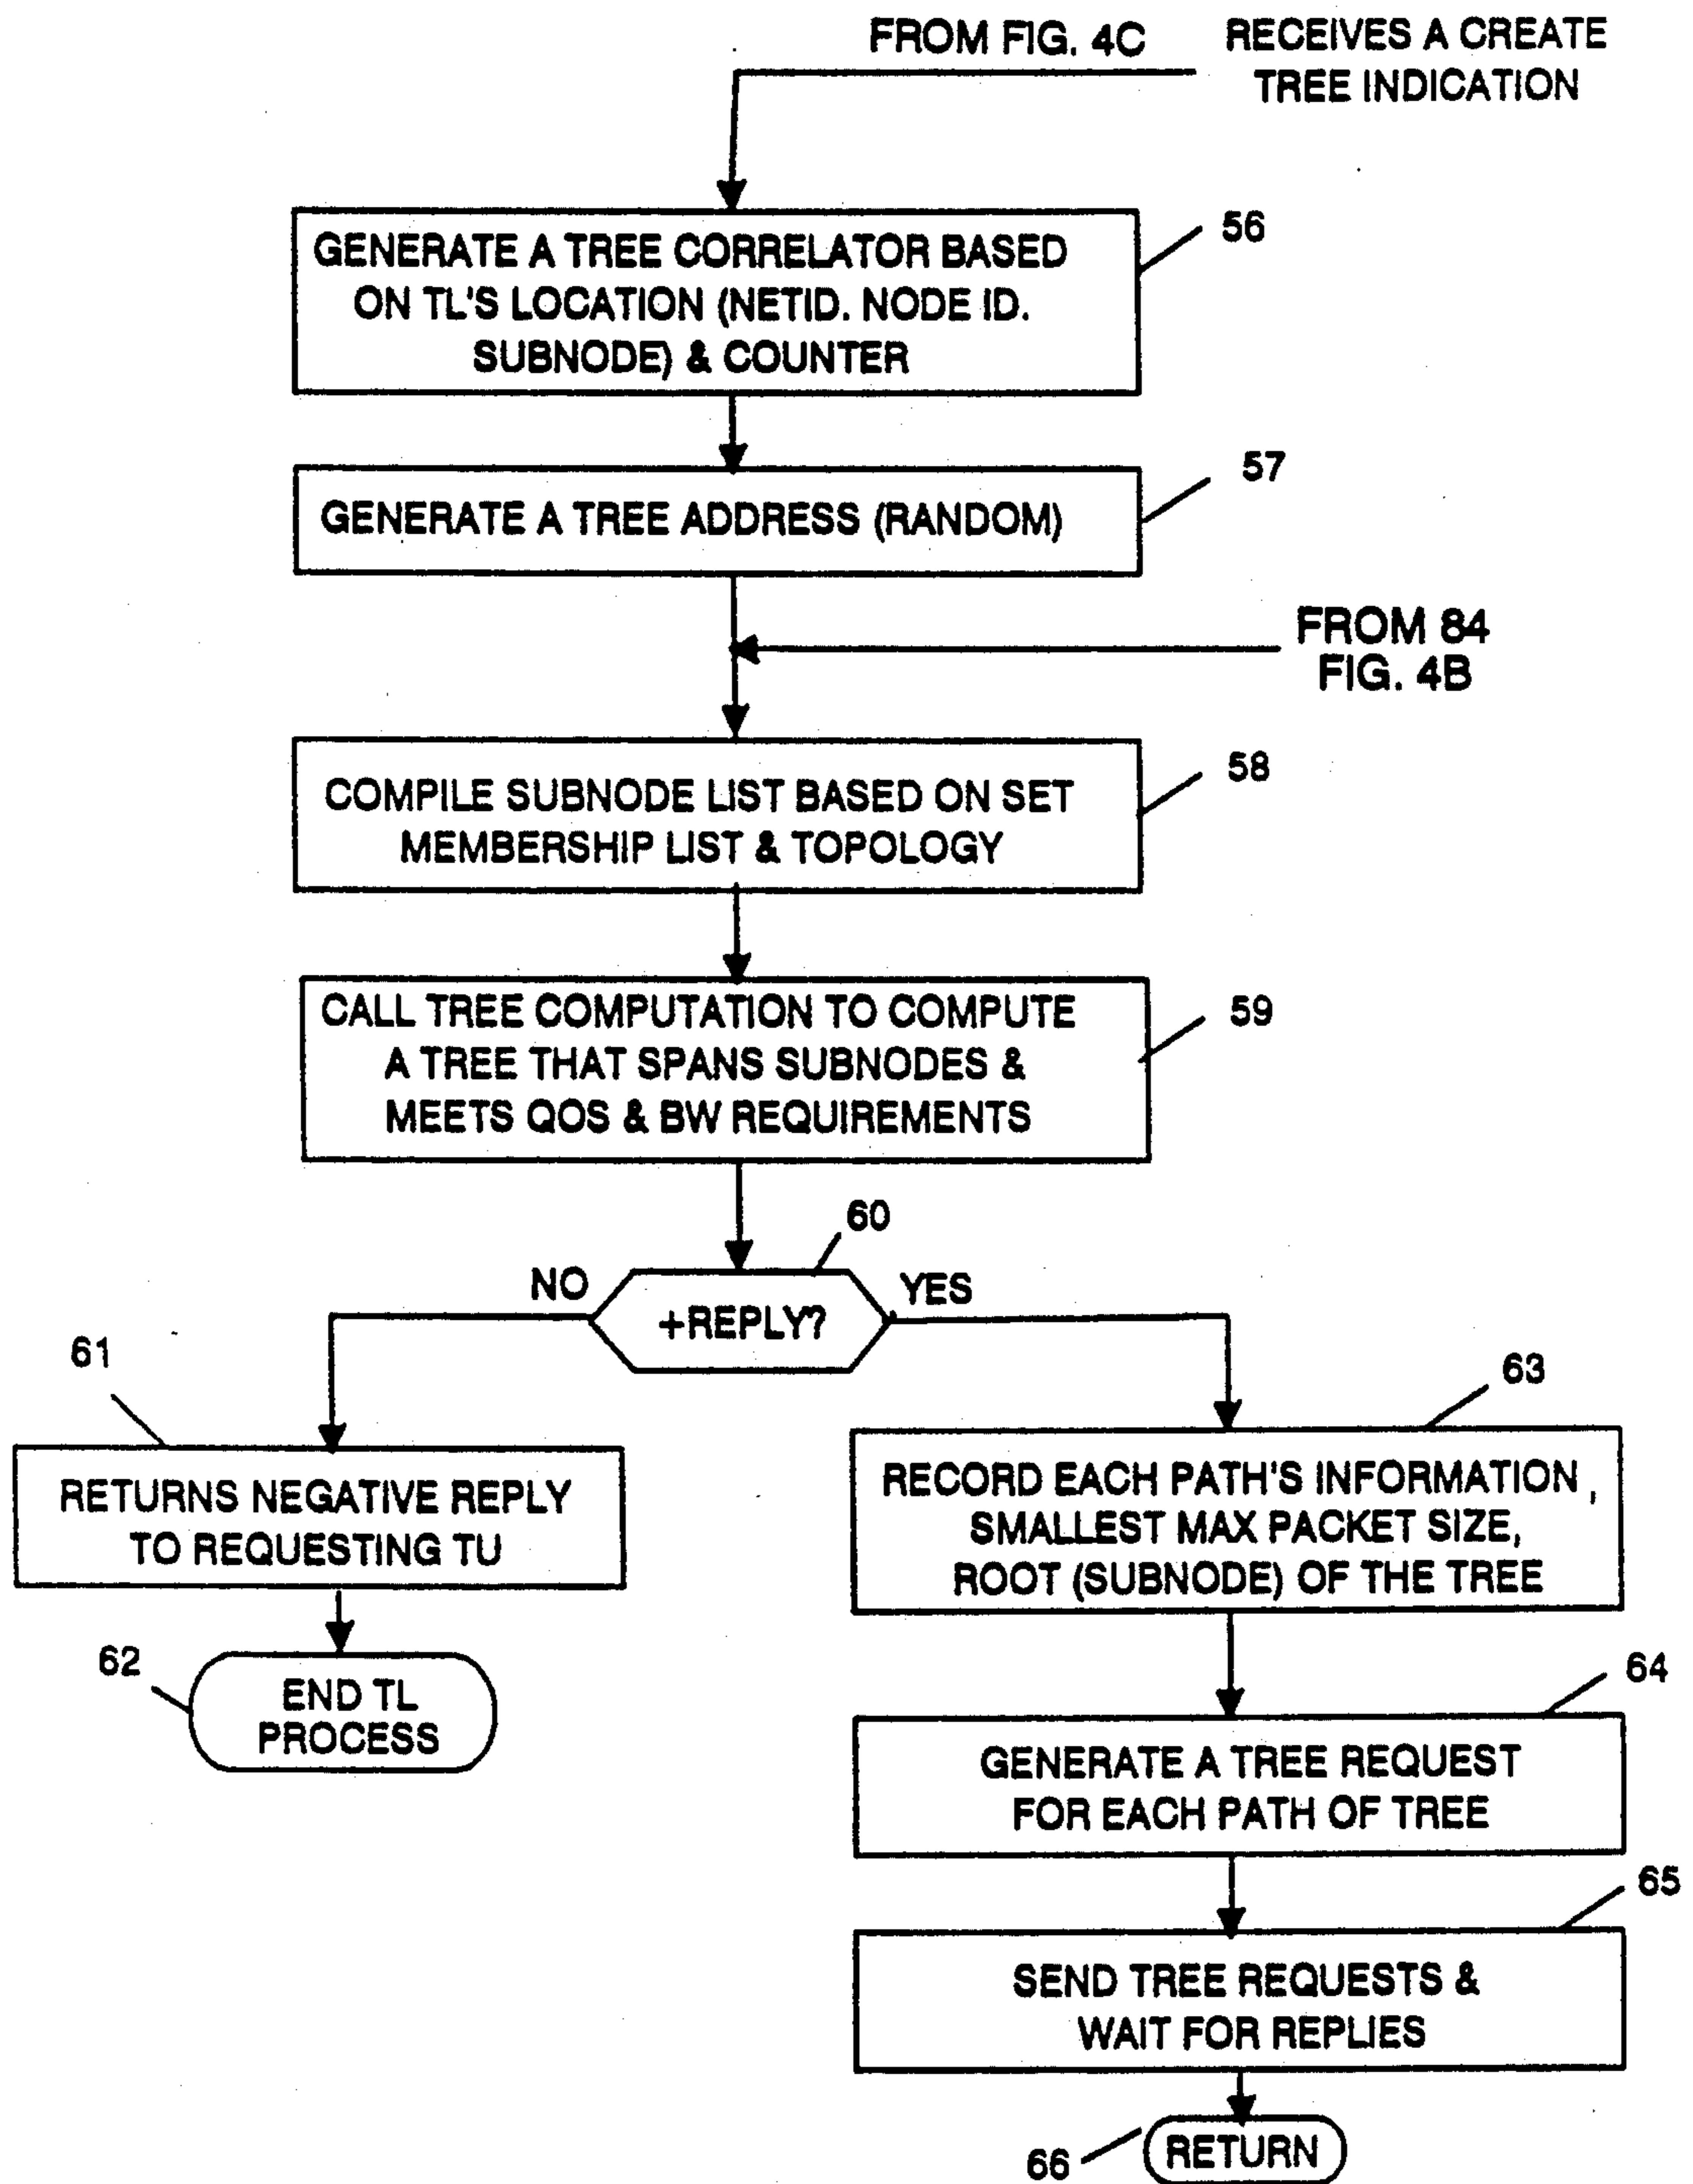 FROM FIG. 4C
RECEIVES A CREATE
TREE INDICATION
56
GENERATE A TREE CORRELATOR BASED
ON TL'S LOCATION (NETID. NODE ID.
SUBNODE) & COUNTER
57
GENERATE A TREE ADDRESS (RANDOM)
FROM 84
FIG. 4B
58
COMPILE SUBNODE LIST BASED ON SET
MEMBERSHIP LIST & TOPOLOGY
59
CALL TREE COMPUTATION TO COMPUTE
A TREE THAT SPANS SUBNODES &
MEETS QOS & BW REQUIREMENTS
60
NO
+REPLY?
YES
61
RETURNS NEGATIVE REPLY
TO REQUESTING TU
62
END TL
PROCESS
63
RECORD EACH PATH'S INFORMATION,
SMALLEST MAX PACKET SIZE,
ROOT (SUBNODE) OF THE TREE
64
GENERATE A TREE REQUEST
FOR EACH PATH OF TREE
65
SEND TREE REQUESTS &
WAIT FOR REPLIES
66
RETURN